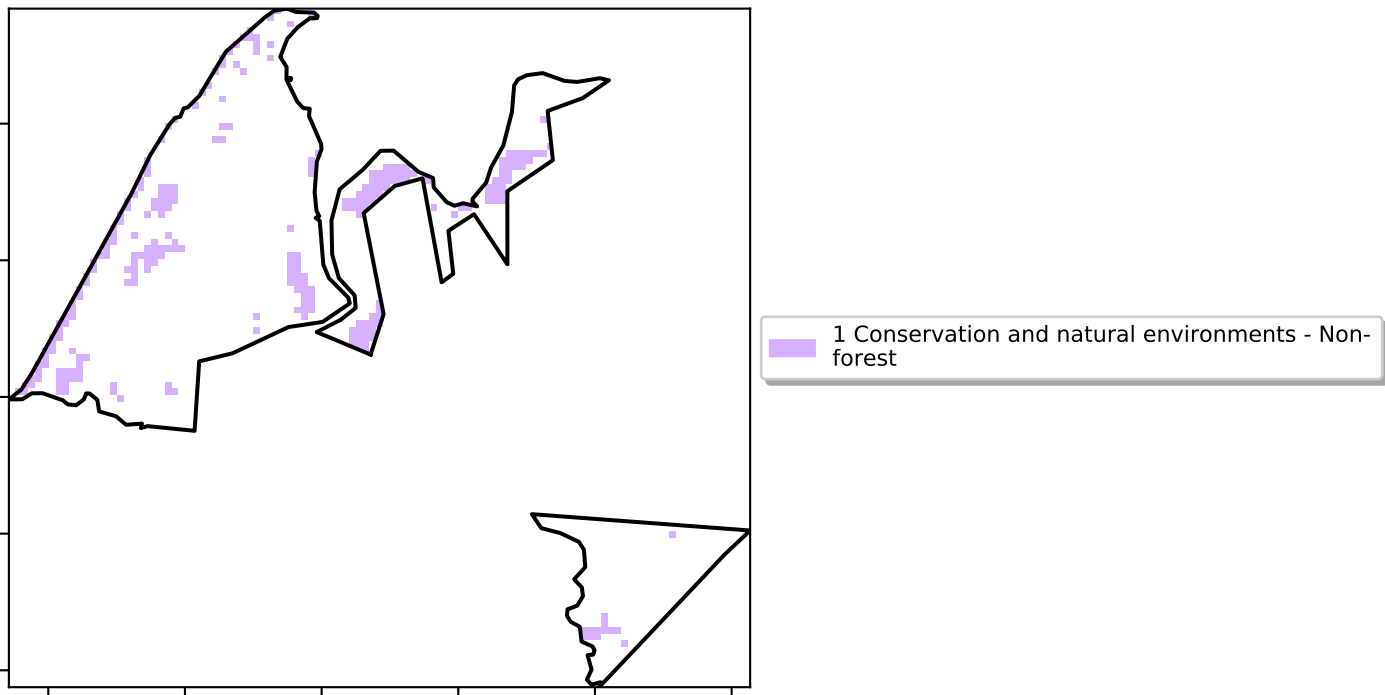 1 Conservation and natural environments - Non-
forest